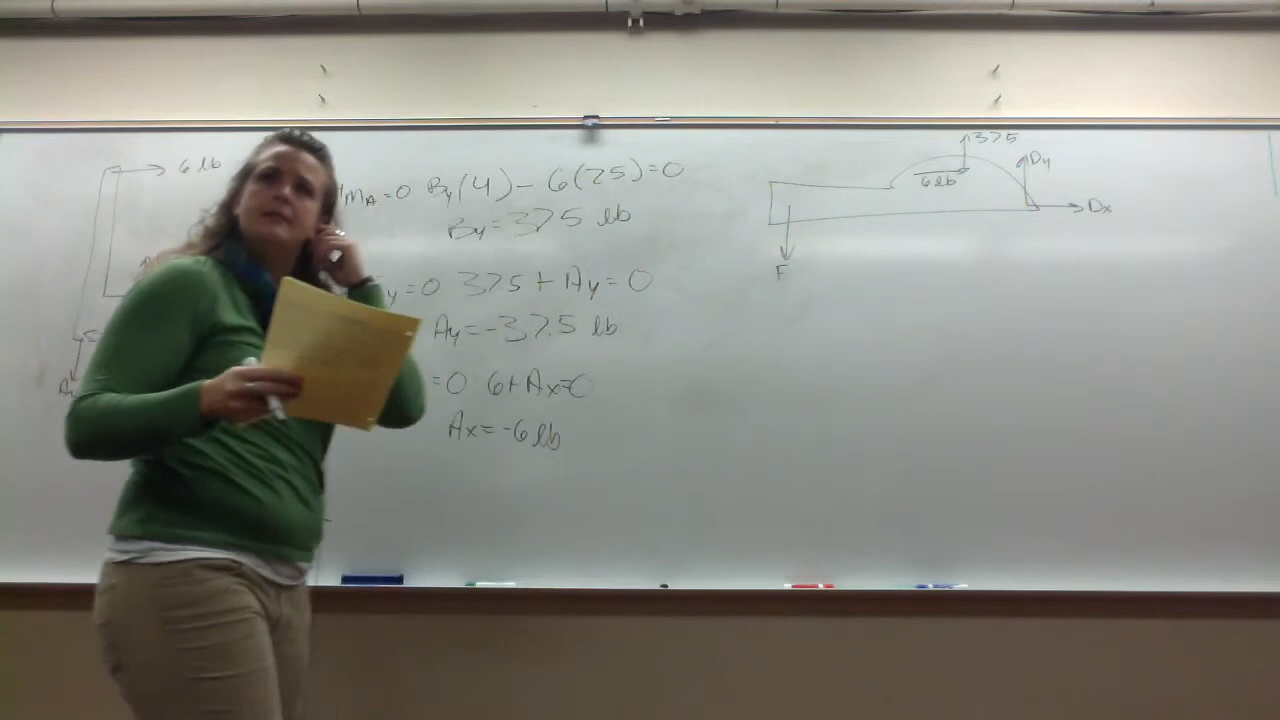 6 lb
MA=0 By(4) - 6(25)=0
By=37.5 lb
y=0 37.5+Ay=0
Ay=-37.5 lb
=0 6+Ax=0
Ax=-6 lb
37.5
Dy
6 lb
Dx
F